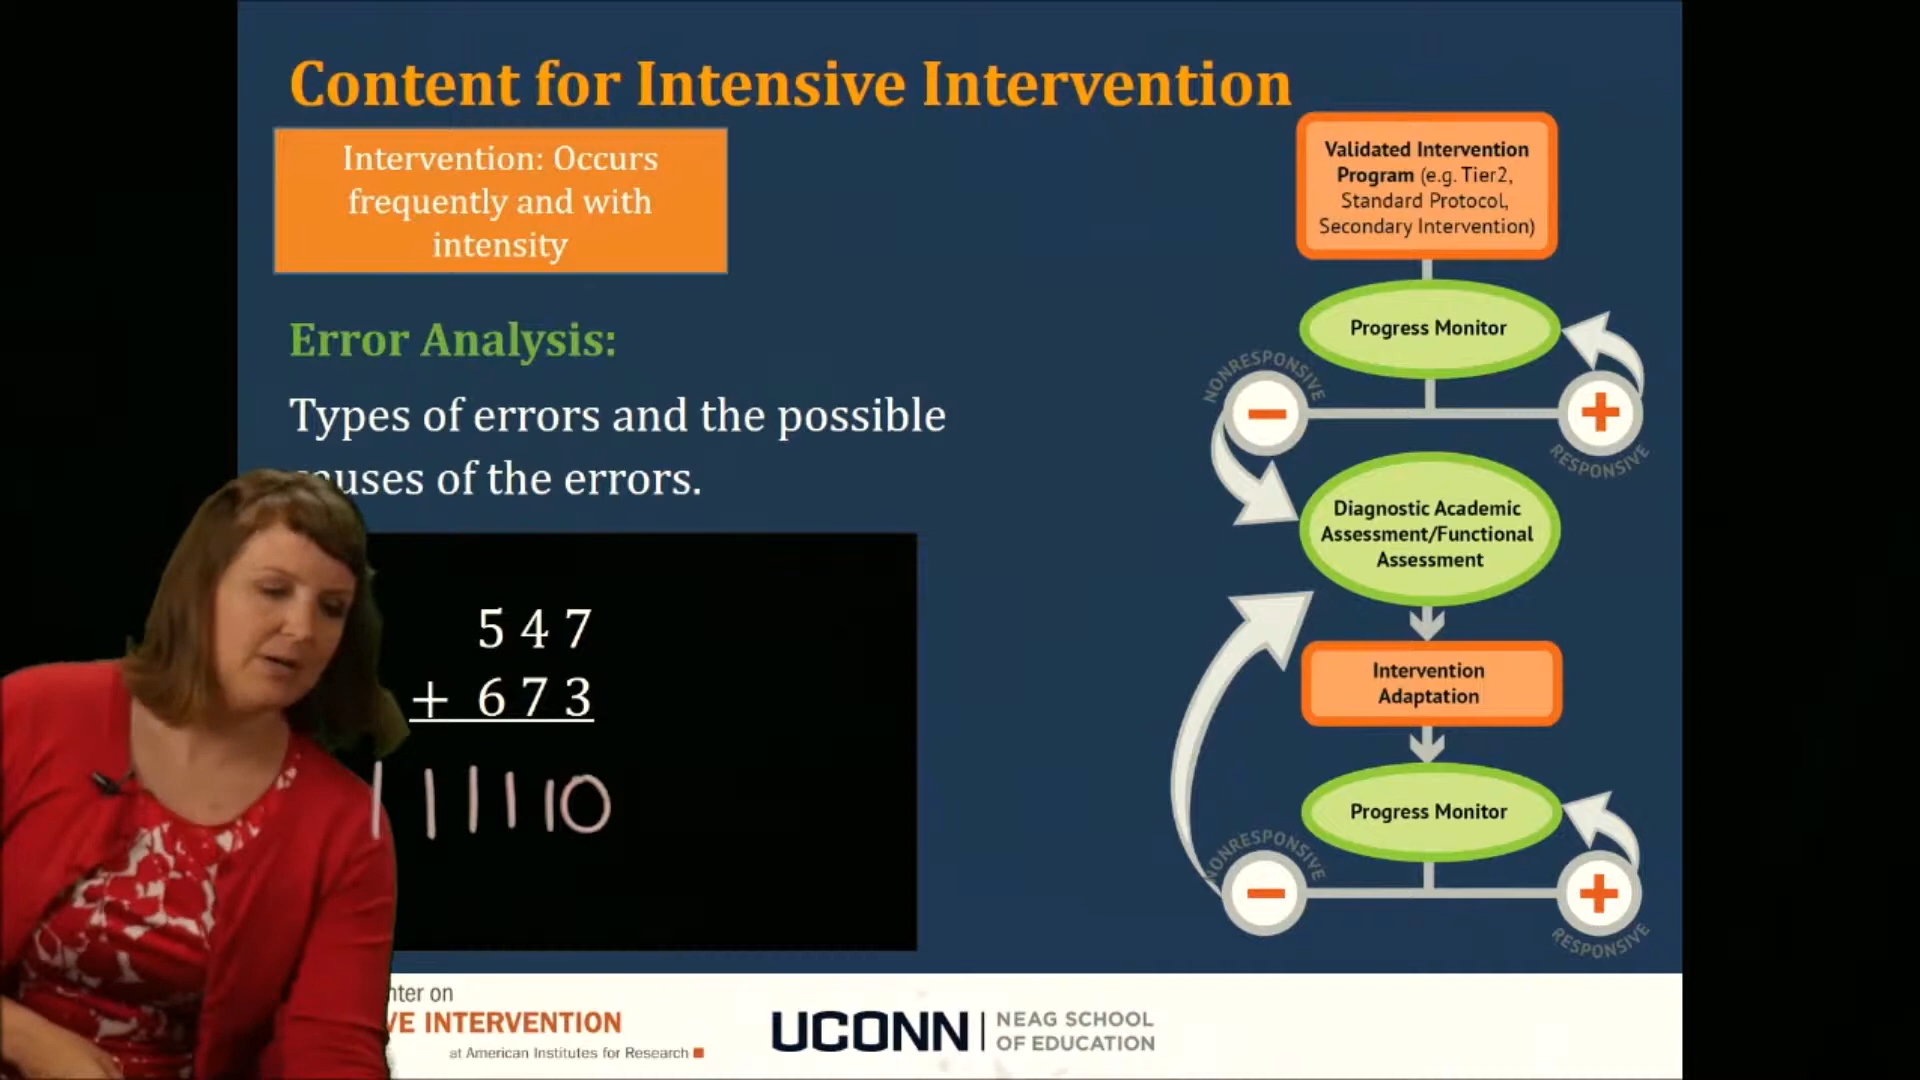 Content for Intensive Intervention
Intervention: Occurs
frequently and with
intensity
Error Analysis:
Types of errors and the possible
uses of the errors.
5 4 7
+ 6 7 3
1 1 1 1 10
Validated Intervention
Program (e.g. Tier2,
Standard Protocol,
Secondary Intervention)
Progress Monitor
NONRESPONSIVE
RESPONSIVE
Diagnostic Academic
Assessment/Functional
Assessment
Intervention
Adaptation
Progress Monitor
NONRESPONSIVE
RESPONSIVE
nter on
VE INTERVENTION
at American Institutes for Research
UCONN
NEAG SCHOOL
OF EDUCATION